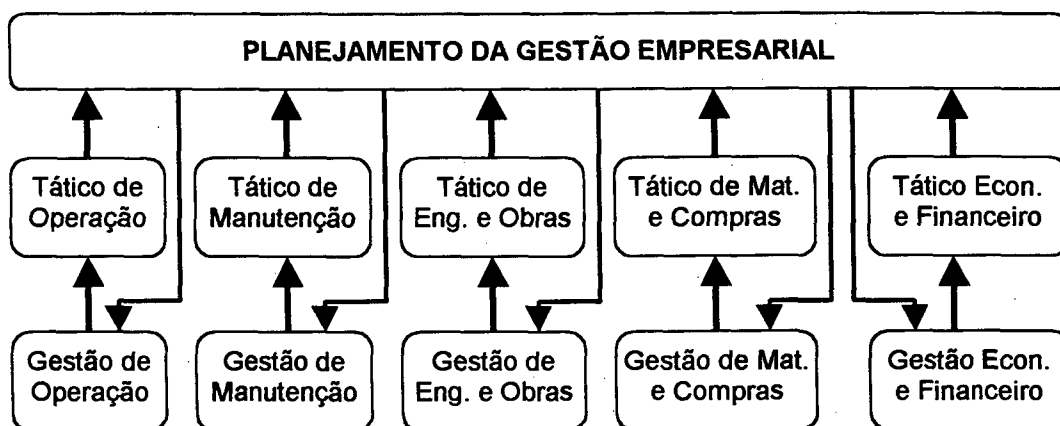 PLANEJAMENTO DA GESTÃO EMPRESARIAL
Tático de
Operação
Tático de
Manutenção
Tático de
Eng. e Obras
Tático de Mat.
e Compras
Tático Econ.
e Financeiro
Gestão de
Operação
Gestão de
Manutenção
Gestão de
Eng. e Obras
Gestão de Mat.
e Compras
Gestão Econ.
e Financeiro